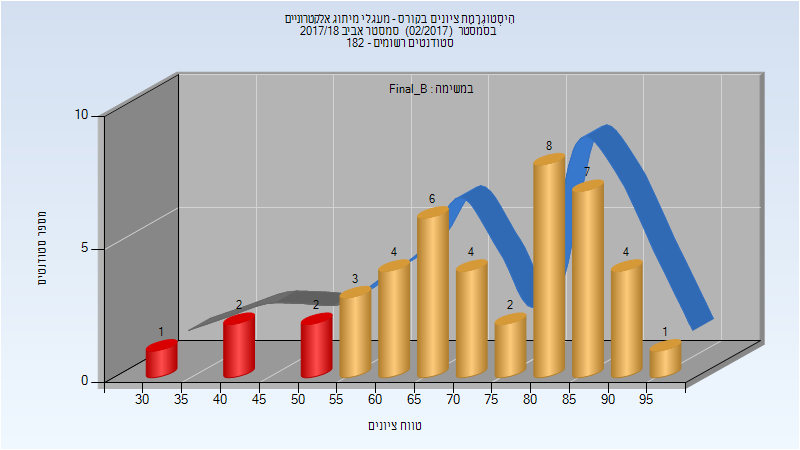 הִיסְטוֹגְרָמַת ציונים בקורס - מעגלי מיתוג אלקטרוניים
בסמסטר (02/2017) סמסטר אביב 2017/18
סטודנטים רשומים - 182
במשימה : Final_B
מספר סטודנטים
10
5
0
1
2
2
3
4
6
4
2
8
7
4
1
30 35 40 45 50 55 60 65 70 75 80 85 90 95
טווח ציונים